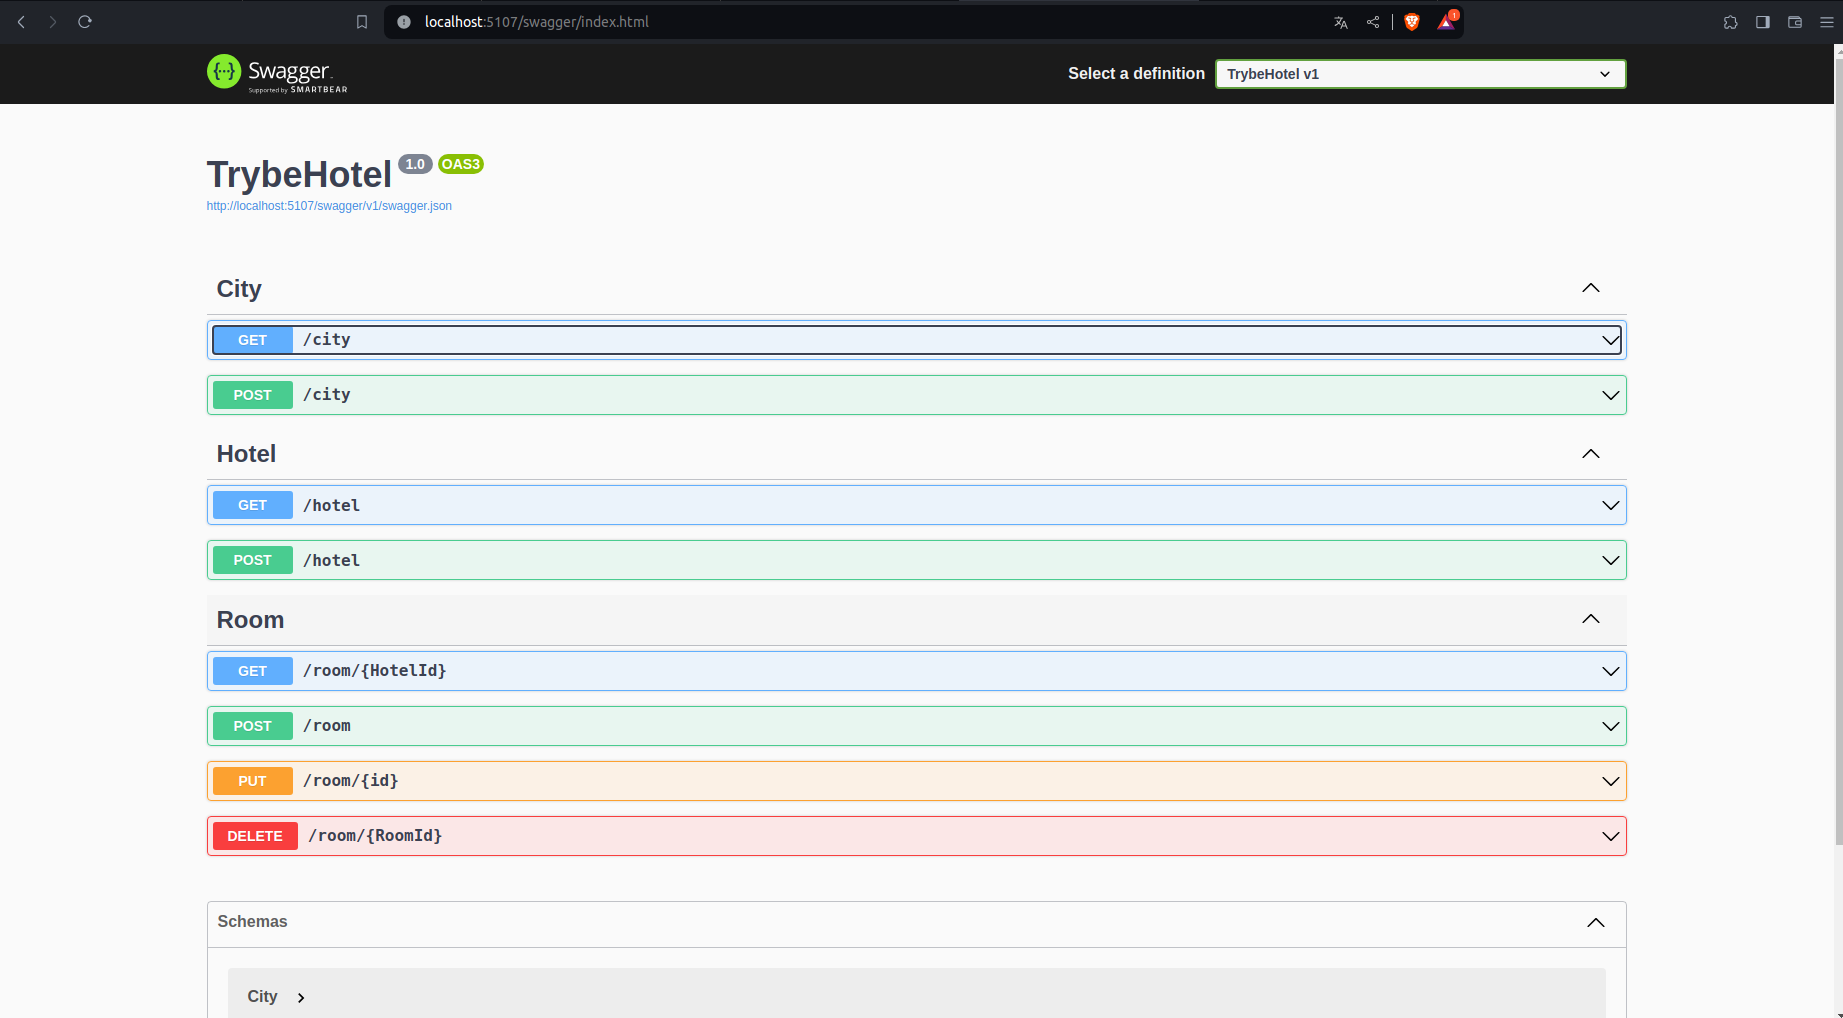 localhost:5107/swagger/index.html
1
{···} Swagger.
Supported by SMARTBEAR
Select a definition
TrybeHotel v1
TrybeHotel 1.0 OAS3
http://localhost:5107/swagger/v1/swagger.json
City
GET /city
POST /city
Hotel
GET /hotel
POST /hotel
Room
GET /room/{HotelId}
POST /room
PUT /room/{id}
DELETE /room/{RoomId}
Schemas
City